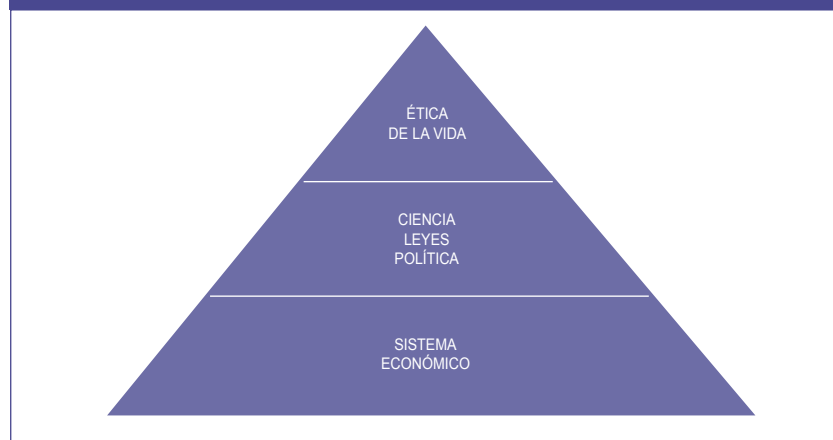 ÉTICA
DE LA VIDA
CIENCIA
LEYES
POLÍTICA
SISTEMA
ECONÓMICO